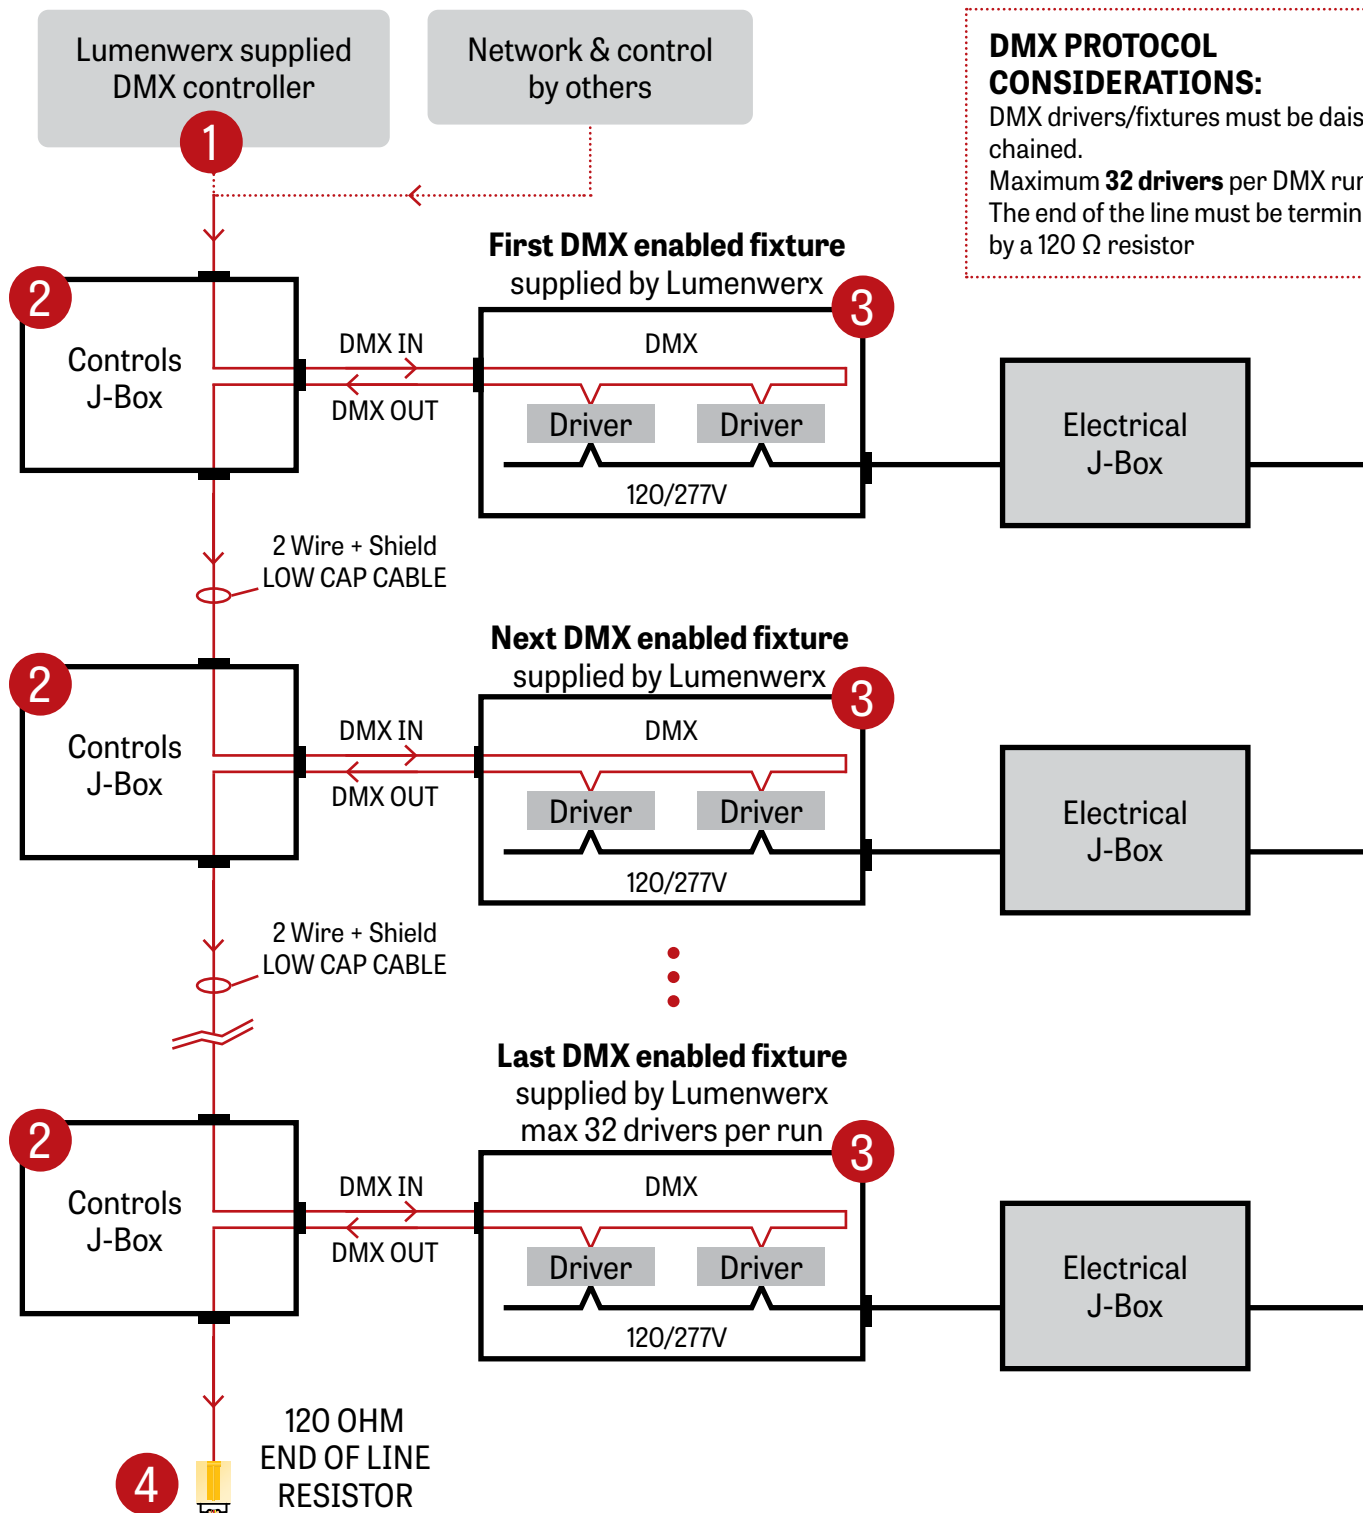 Lumenwerx supplied
DMX controller
1
Network & control
by others
DMX PROTOCOL
CONSIDERATIONS:
DMX drivers/fixtures must be dais
chained.
Maximum 32 drivers per DMX run
The end of the line must be termin
by a 120 Ω resistor
First DMX enabled fixture
supplied by Lumenwerx
2
Controls
J-Box
DMX IN
DMX OUT
3
DMX
Driver
Driver
120/277V
Electrical
J-Box
2 Wire + Shield
LOW CAP CABLE
Next DMX enabled fixture
supplied by Lumenwerx
2
Controls
J-Box
DMX IN
DMX OUT
3
DMX
Driver
Driver
120/277V
Electrical
J-Box
2 Wire + Shield
LOW CAP CABLE
Last DMX enabled fixture
supplied by Lumenwerx
max 32 drivers per run
2
Controls
J-Box
DMX IN
DMX OUT
3
DMX
Driver
Driver
120/277V
Electrical
J-Box
4
120 OHM
END OF LINE
RESISTOR